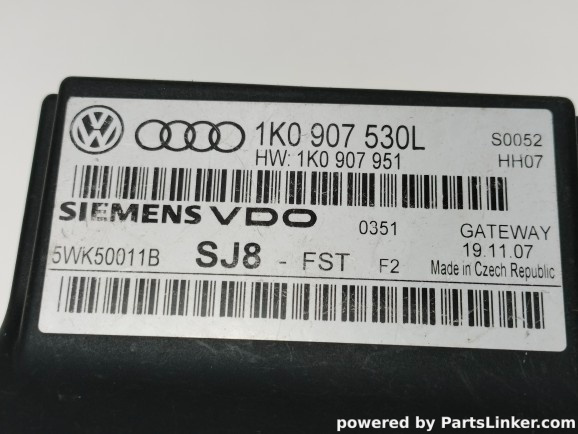 1K0 907 530L S0052
HW: 1K0 907 951 HH07
SIEMENS VDO 0351 GATEWAY
19.11.07
5WK50011B SJ8 - FST F2 Made in Czech Republic
powered by PartsLinker.com